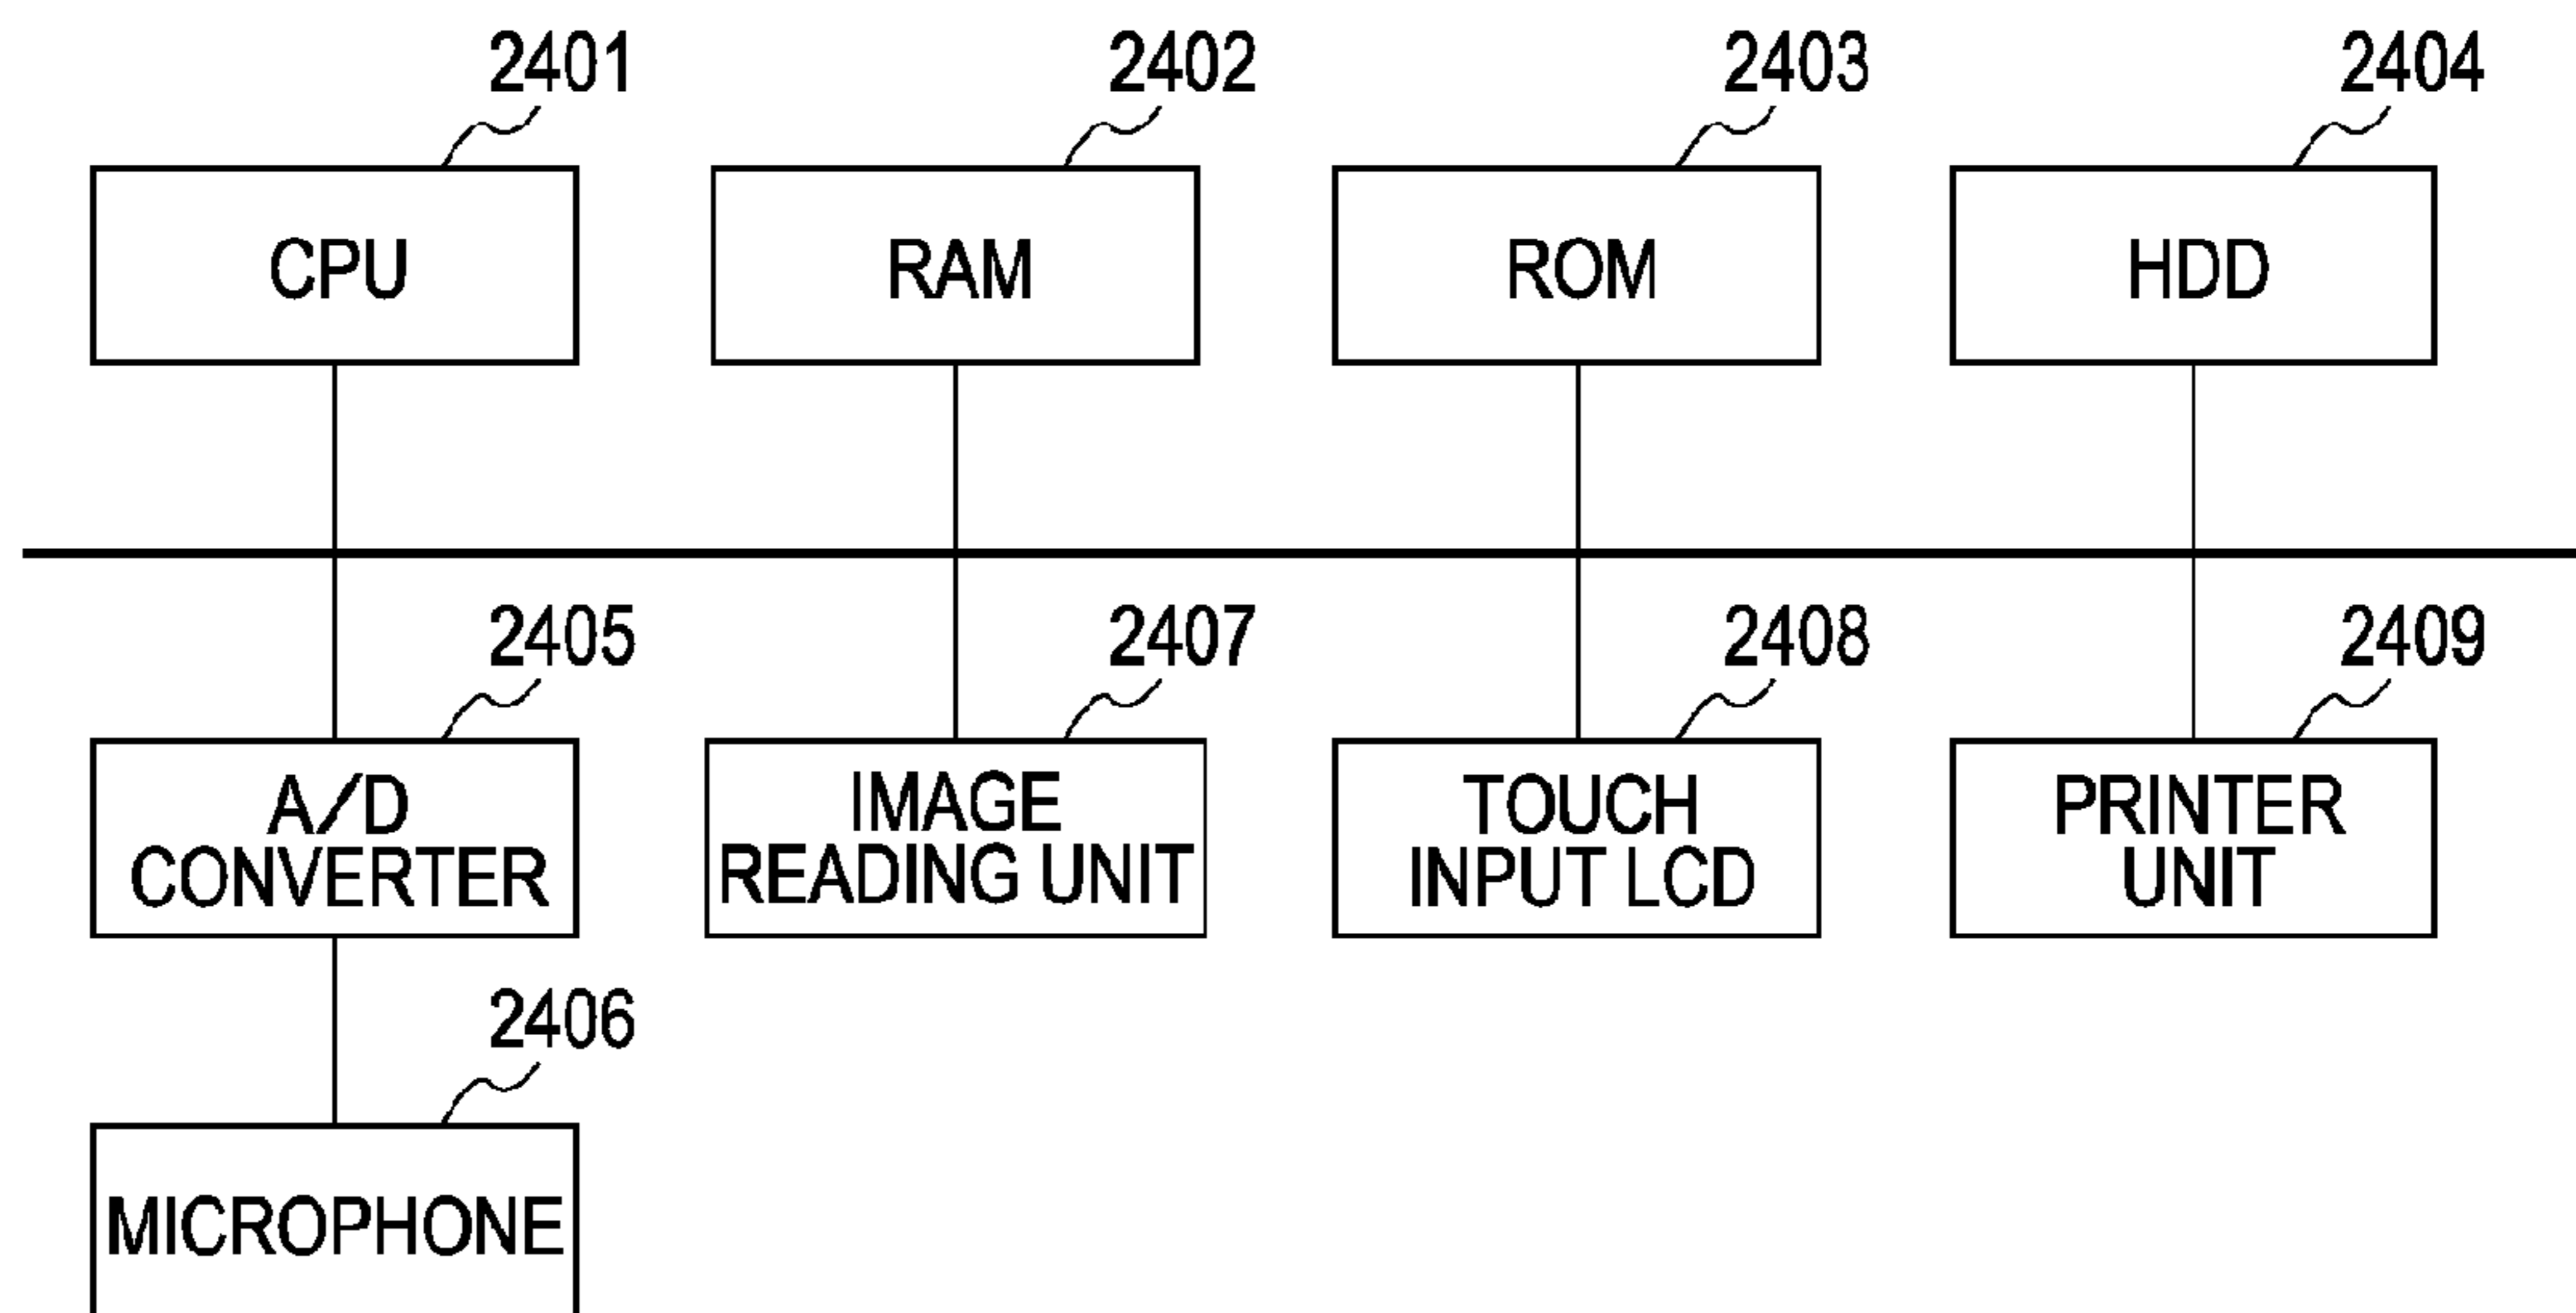 2401
2402
2403
2404
CPU
RAM
ROM
HDD
2405
2407
2408
2409
A/D
CONVERTER
IMAGE
READING UNIT
TOUCH
INPUT LCD
PRINTER
UNIT
2406
MICROPHONE